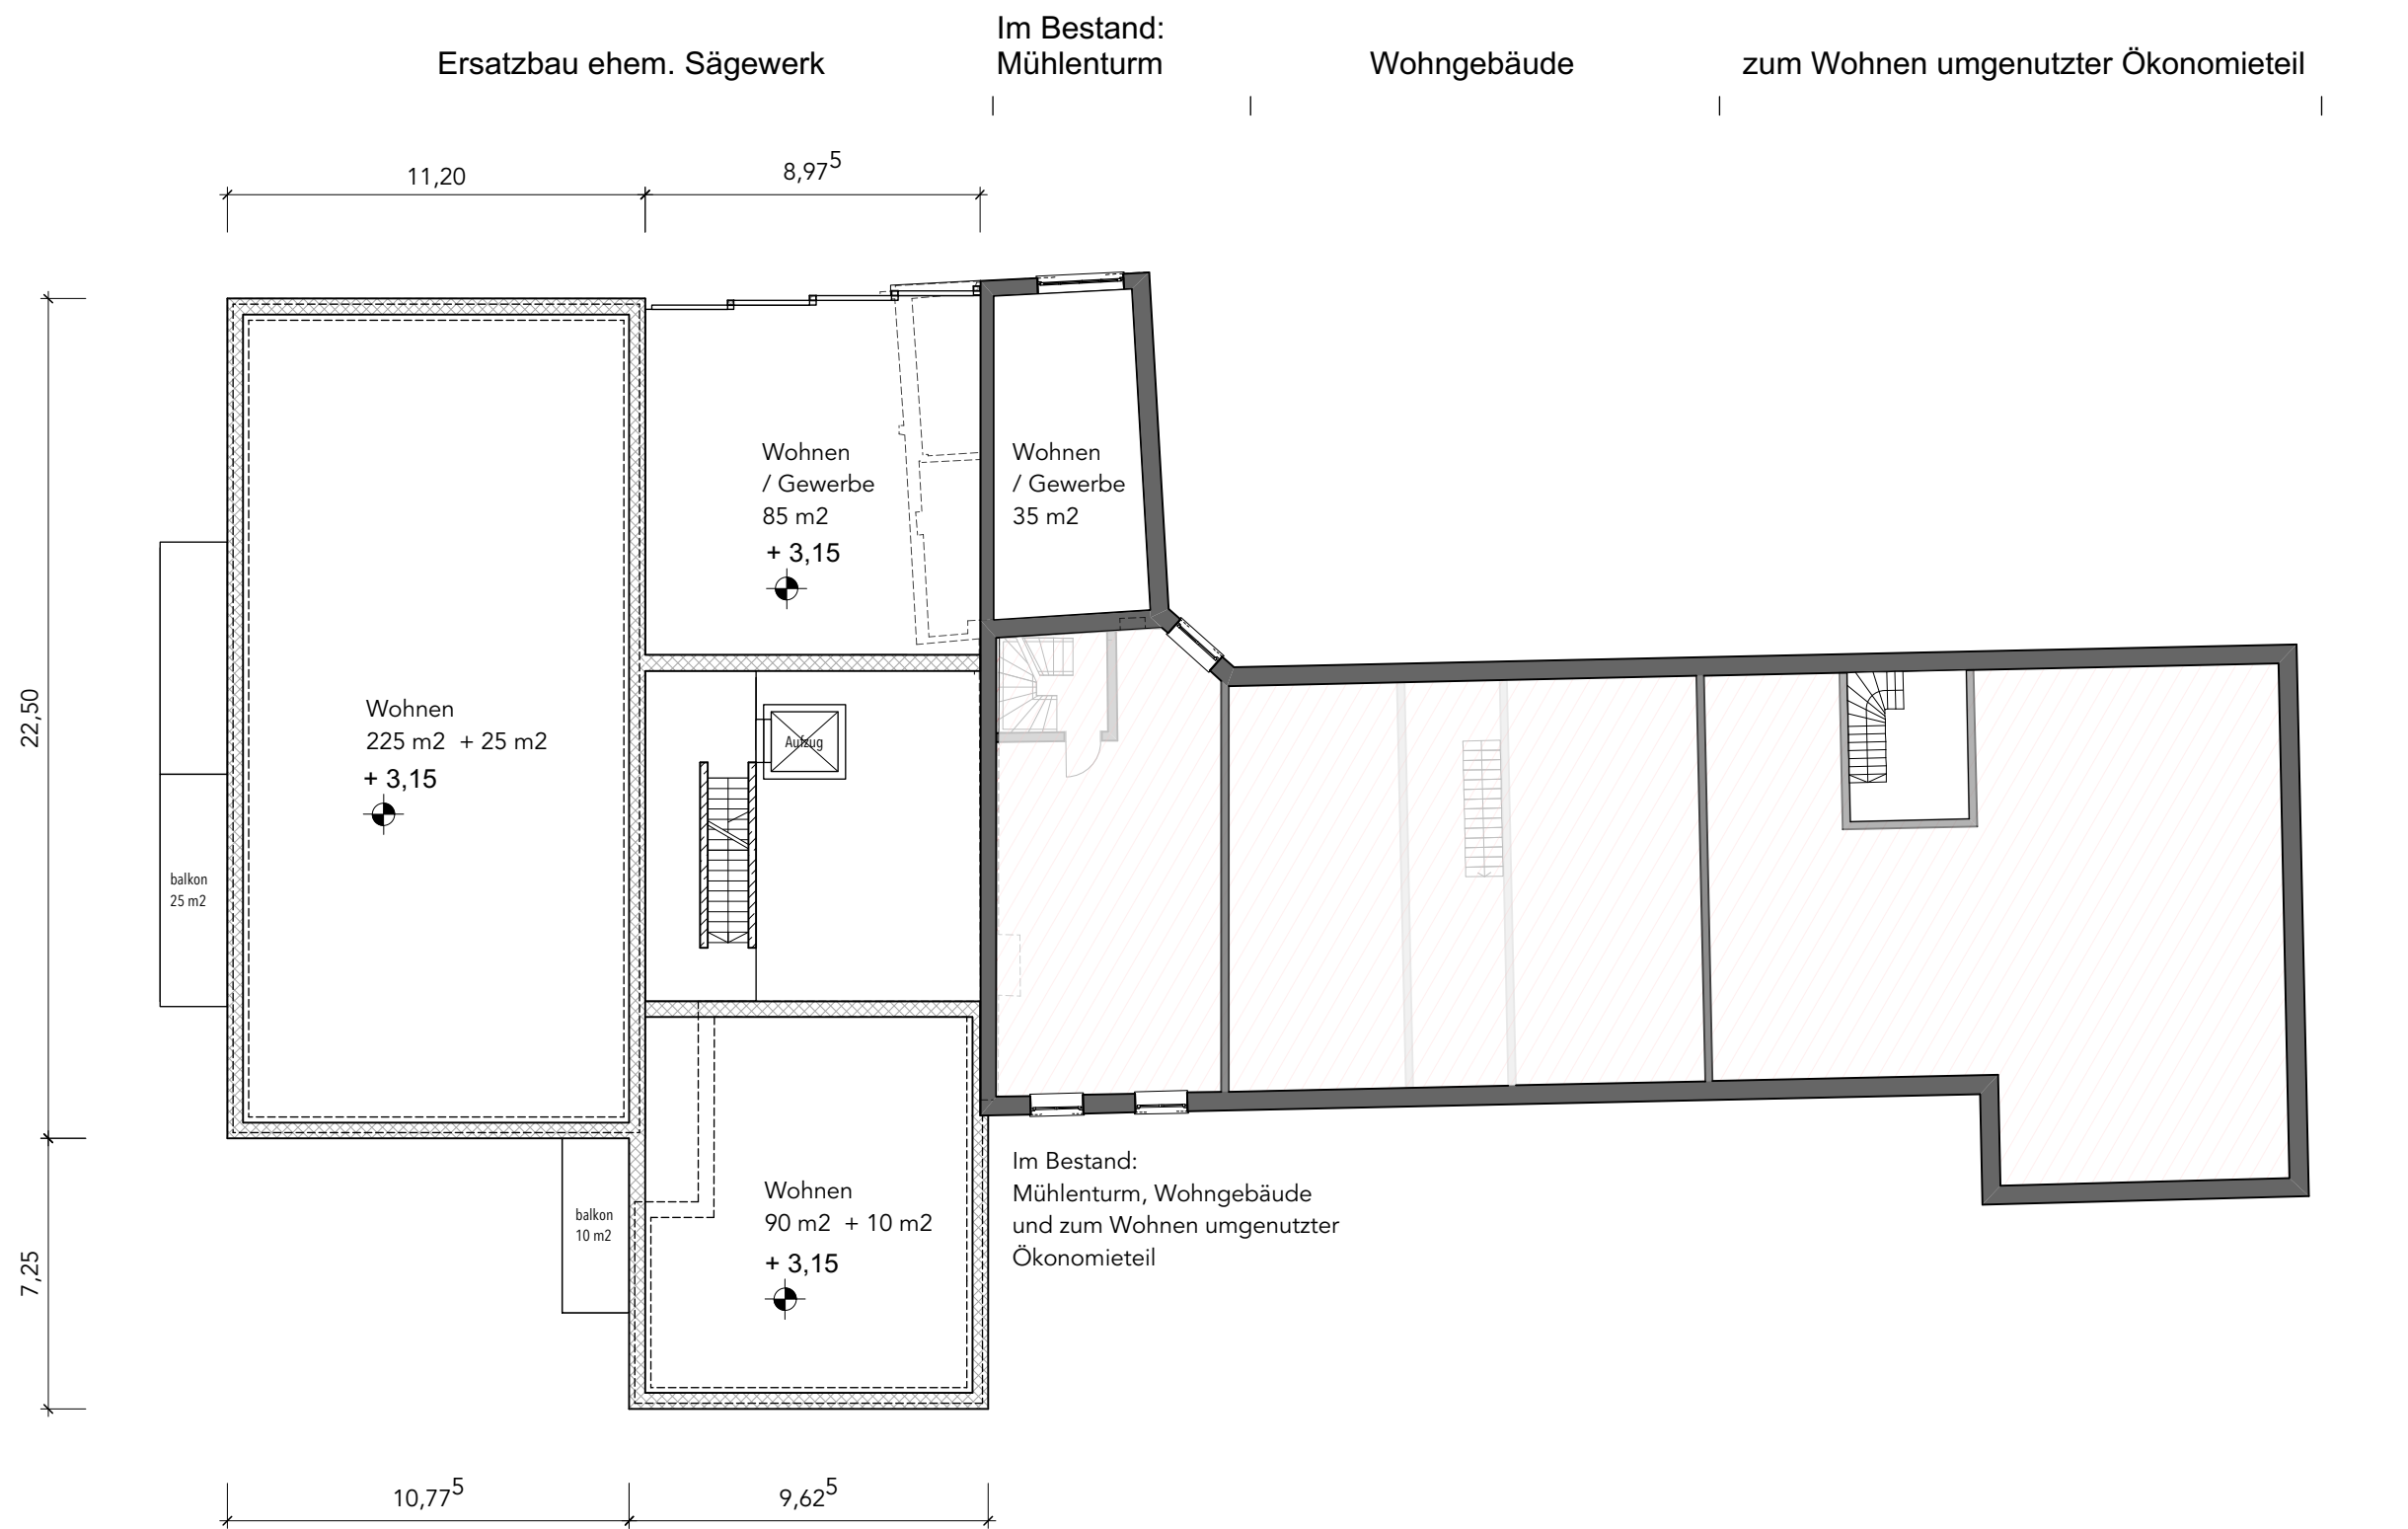 Im Bestand:
Ersatzbau ehem. Sägewerk Mühlenturm Wohngebäude zum Wohnen umgenutzter Ökonomieteil
11,20 8,97⁵
Wohnen
/ Gewerbe
85 m2
+ 3,15
Wohnen
/ Gewerbe
35 m2
22,50
Wohnen
225 m2 + 25 m2
+ 3,15
Aufzug
balkon
25 m2
Im Bestand:
Mühlenturm, Wohngebäude
und zum Wohnen umgenutzter
Ökonomieteil
7,25
balkon
10 m2
Wohnen
90 m2 + 10 m2
+ 3,15
10,77⁵ 9,62⁵